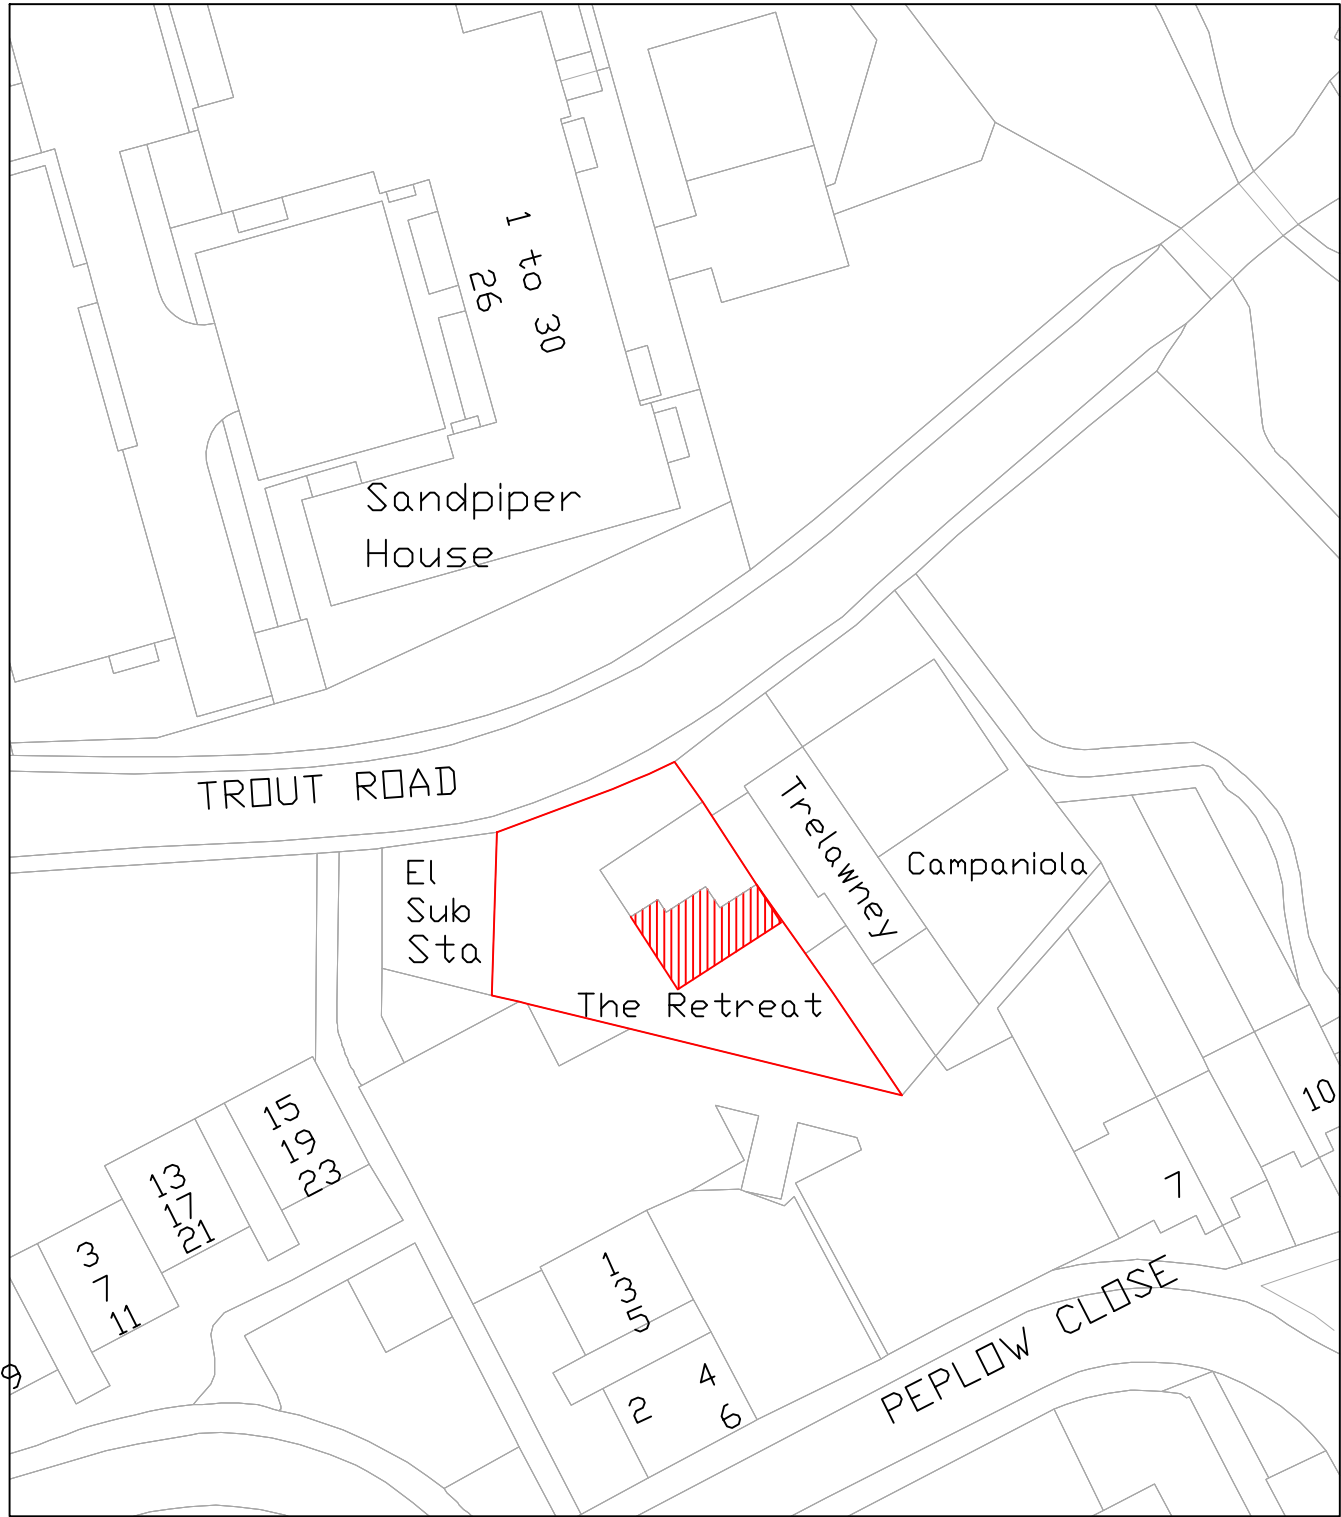 1 to 30
26
Sandpiper
House
TROUT ROAD
Trelawney
Campaniola
El
Sub
Sta
The Retreat
15
19
23
13
17
21
3
7
11
9
10
7
1
3
5
4
2
6
PEPLOW CLOSE